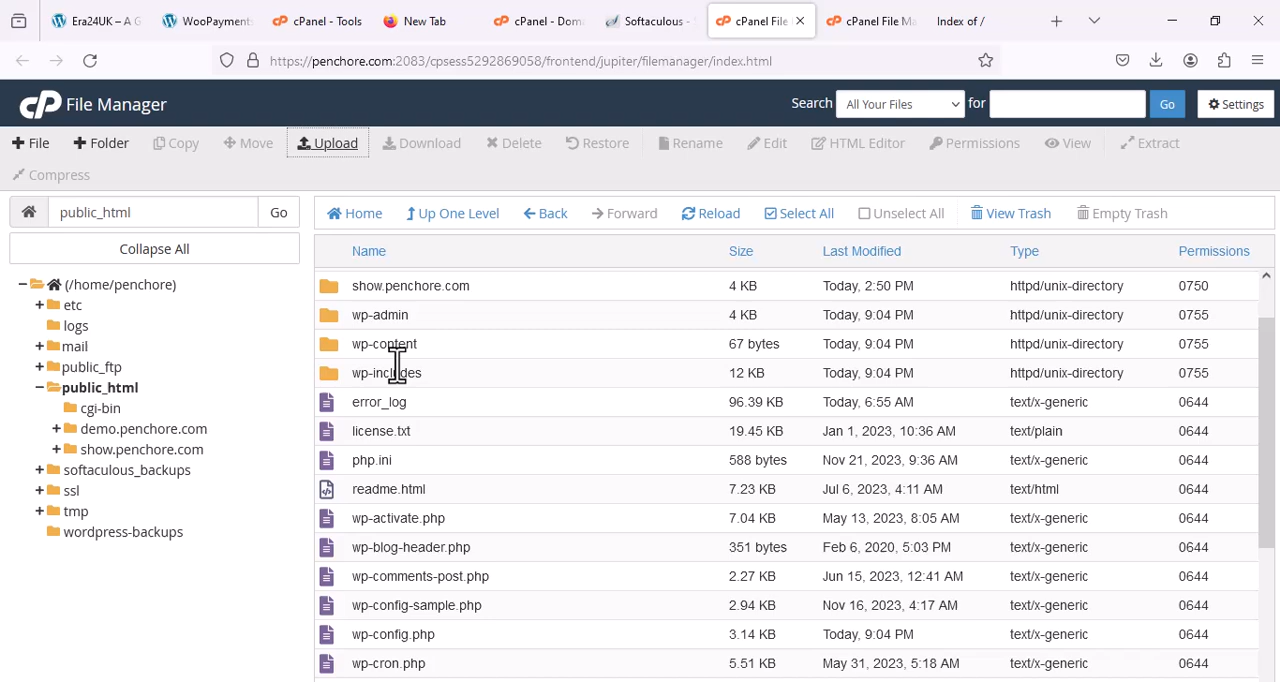 Era24UK – A G
WooPayments
cPanel - Tools
New Tab
cPanel - Dom
Softaculous -
cPanel File
cPanel File Ma
Index of /
https://penchore.com:2083/cpsess5292869058/frontend/jupiter/filemanager/index.html
cP File Manager
Search All Your Files for Go Settings
+ File + Folder Copy Move Upload Download Delete Restore Rename Edit HTML Editor Permissions View Extract
Compress
public_html Go
Home Up One Level Back Forward Reload Select All Unselect All View Trash Empty Trash
Collapse All
(/home/penchore)
etc
logs
mail
public_ftp
public_html
cgi-bin
demo.penchore.com
show.penchore.com
softaculous_backups
ssl
tmp
wordpress-backups
Name Size Last Modified Type Permissions
show.penchore.com 4 KB Today, 2:50 PM httpd/unix-directory 0750
wp-admin 4 KB Today, 9:04 PM httpd/unix-directory 0755
wp-content 67 bytes Today, 9:04 PM httpd/unix-directory 0755
wp-includes 12 KB Today, 9:04 PM httpd/unix-directory 0755
error_log 96.39 KB Today, 6:55 AM text/x-generic 0644
license.txt 19.45 KB Jan 1, 2023, 10:36 AM text/plain 0644
php.ini 588 bytes Nov 21, 2023, 9:36 AM text/x-generic 0644
readme.html 7.23 KB Jul 6, 2023, 4:11 AM text/html 0644
wp-activate.php 7.04 KB May 13, 2023, 8:05 AM text/x-generic 0644
wp-blog-header.php 351 bytes Feb 6, 2020, 5:03 PM text/x-generic 0644
wp-comments-post.php 2.27 KB Jun 15, 2023, 12:41 AM text/x-generic 0644
wp-config-sample.php 2.94 KB Nov 16, 2023, 4:17 AM text/x-generic 0644
wp-config.php 3.14 KB Today, 9:04 PM text/x-generic 0644
wp-cron.php 5.51 KB May 31, 2023, 5:18 AM text/x-generic 0644